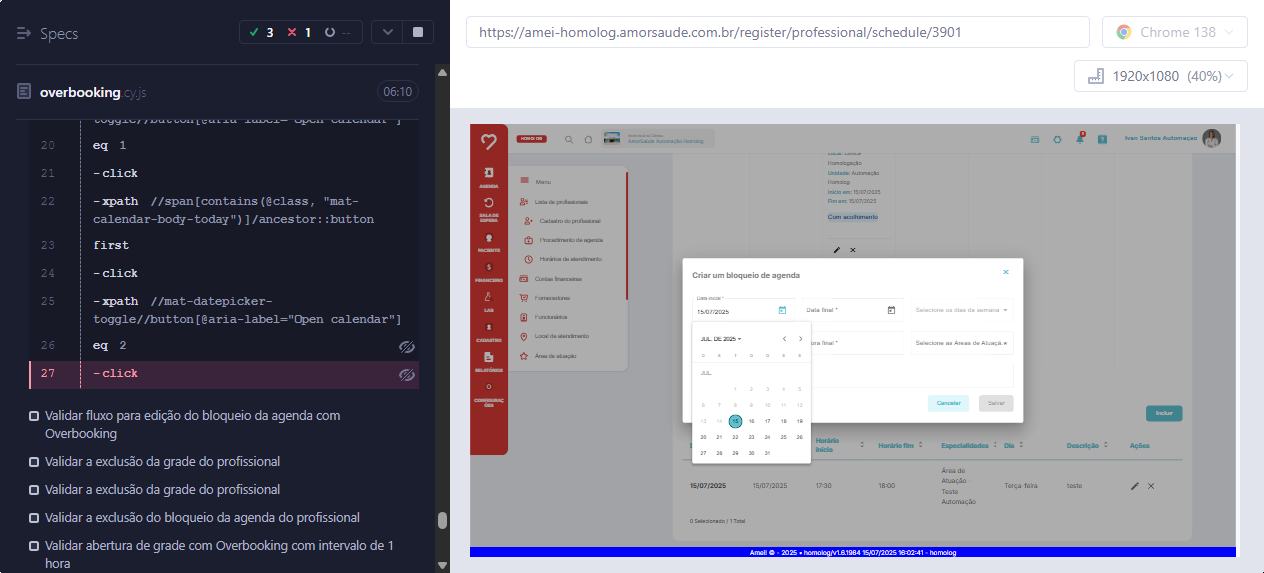 Specs
3
1
--
overbooking.cy.js
06:10
toggle//button[@aria-label="Open calendar"]
20 eq 1
21 -click
22 -xpath //span[contains(@class, "mat-
calendar-body-today")]/ancestor::button
23 first
24 -click
25 -xpath //mat-datepicker-
toggle//button[@aria-label="Open calendar"]
26 eq 2
27 -click
Validar fluxo para edição do bloqueio da agenda com
Overbooking
Validar a exclusão da grade do profissional
Validar a exclusão da grade do profissional
Validar a exclusão do bloqueio da agenda do profissional
Validar abertura de grade com Overbooking com intervalo de 1
hora
https://amei-homolog.amorsaude.com.br/register/professional/schedule/3901
Chrome 138
1920x1080 (40%)
HOMOLOG
AmorSaúde Automação Homolog
Ivan Santos Automaçao
AGENDA
SALA DE
ESPERA
PACIENTE
FINANCEIRO
LAB
CADASTRO
RELATÓRIOS
CONFIGURAÇ
ÕES
Menu
Lista de profissionais
Cadastro do profissional
Procedimento de agenda
Horários de atendimento
Contas financeiras
Fornecedores
Funcionários
Local de atendimento
Área de atuação
Local: Clínica
Homologação
Unidade: Automação
Homolog
Início em: 15/07/2025
Fim em: 15/07/2025
Com acolhimento
Criar um bloqueio de agenda
Data inicial *
15/07/2025
Data final *
Selecione os dias da semana
JUL. DE 2025
D S T Q Q S S
JUL.
1 2 3 4 5
6 7 8 9 10 11 12
13 14 15 16 17 18 19
20 21 22 23 24 25 26
27 28 29 30 31
ora final *
Selecione as Áreas de Atuaçã..
Cancelar
Salvar
Incluir
Horário
início
Horário fim
Especialidades
Dia
Descrição
Ações
15/07/2025
15/07/2025
17:30
18:00
Área de
Atuação -
Teste
Automação
Terça-feira
teste
0 Selecionado / 1 Total
Amei! © - 2025 • homolog/v1.6.1964 15/07/2025 16:02:41 - homolog